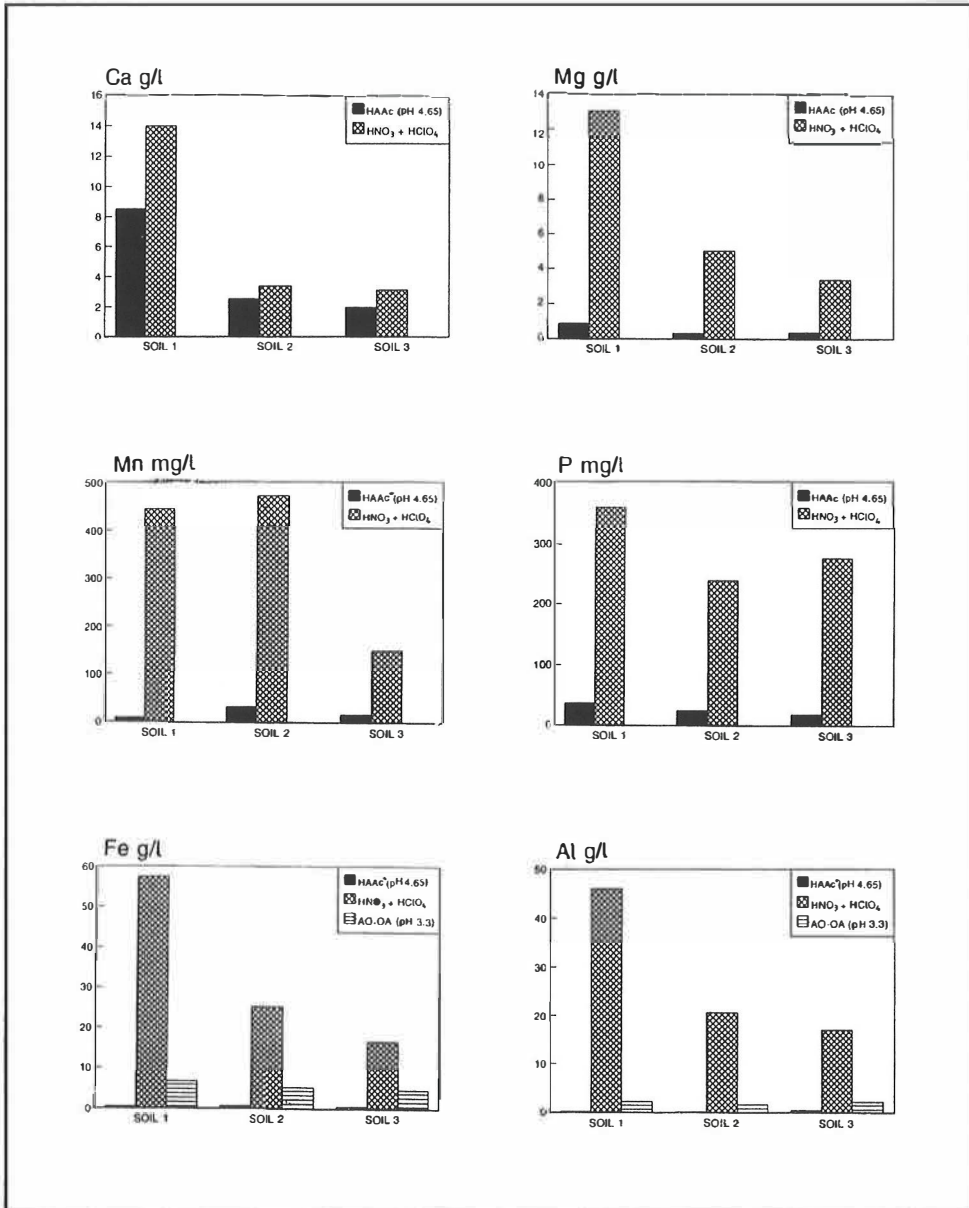 Ca g/l
16
14
12
10
8
6
4
2
0
HAAc (pH 4.65)
HNO₃ + HClO₄
SOIL 1 SOIL 2 SOIL 3
Mg g/l
14
12
10
8
6
4
2
0
HAAc (pH 4.65)
HNO₃ + HClO₄
SOIL 1 SOIL 2 SOIL 3
Mn mg/l
500
400
300
200
100
0
HAAc (pH 4.65)
HNO₃ + HClO₄
SOIL 1 SOIL 2 SOIL 3
P mg/l
400
300
200
100
0
HAAc (pH 4.65)
HNO₃ + HClO₄
SOIL 1 SOIL 2 SOIL 3
Fe g/l
60
50
40
30
20
10
0
HAAc (pH 4.65)
HNO₃ + HClO₄
AO-OA (pH 3.3)
SOIL 1 SOIL 2 SOIL 3
Al g/l
50
40
30
20
10
0
HAAc (pH 4.65)
HNO₃ + HClO₄
AO-OA (pH 3.3)
SOIL 1 SOIL 2 SOIL 3